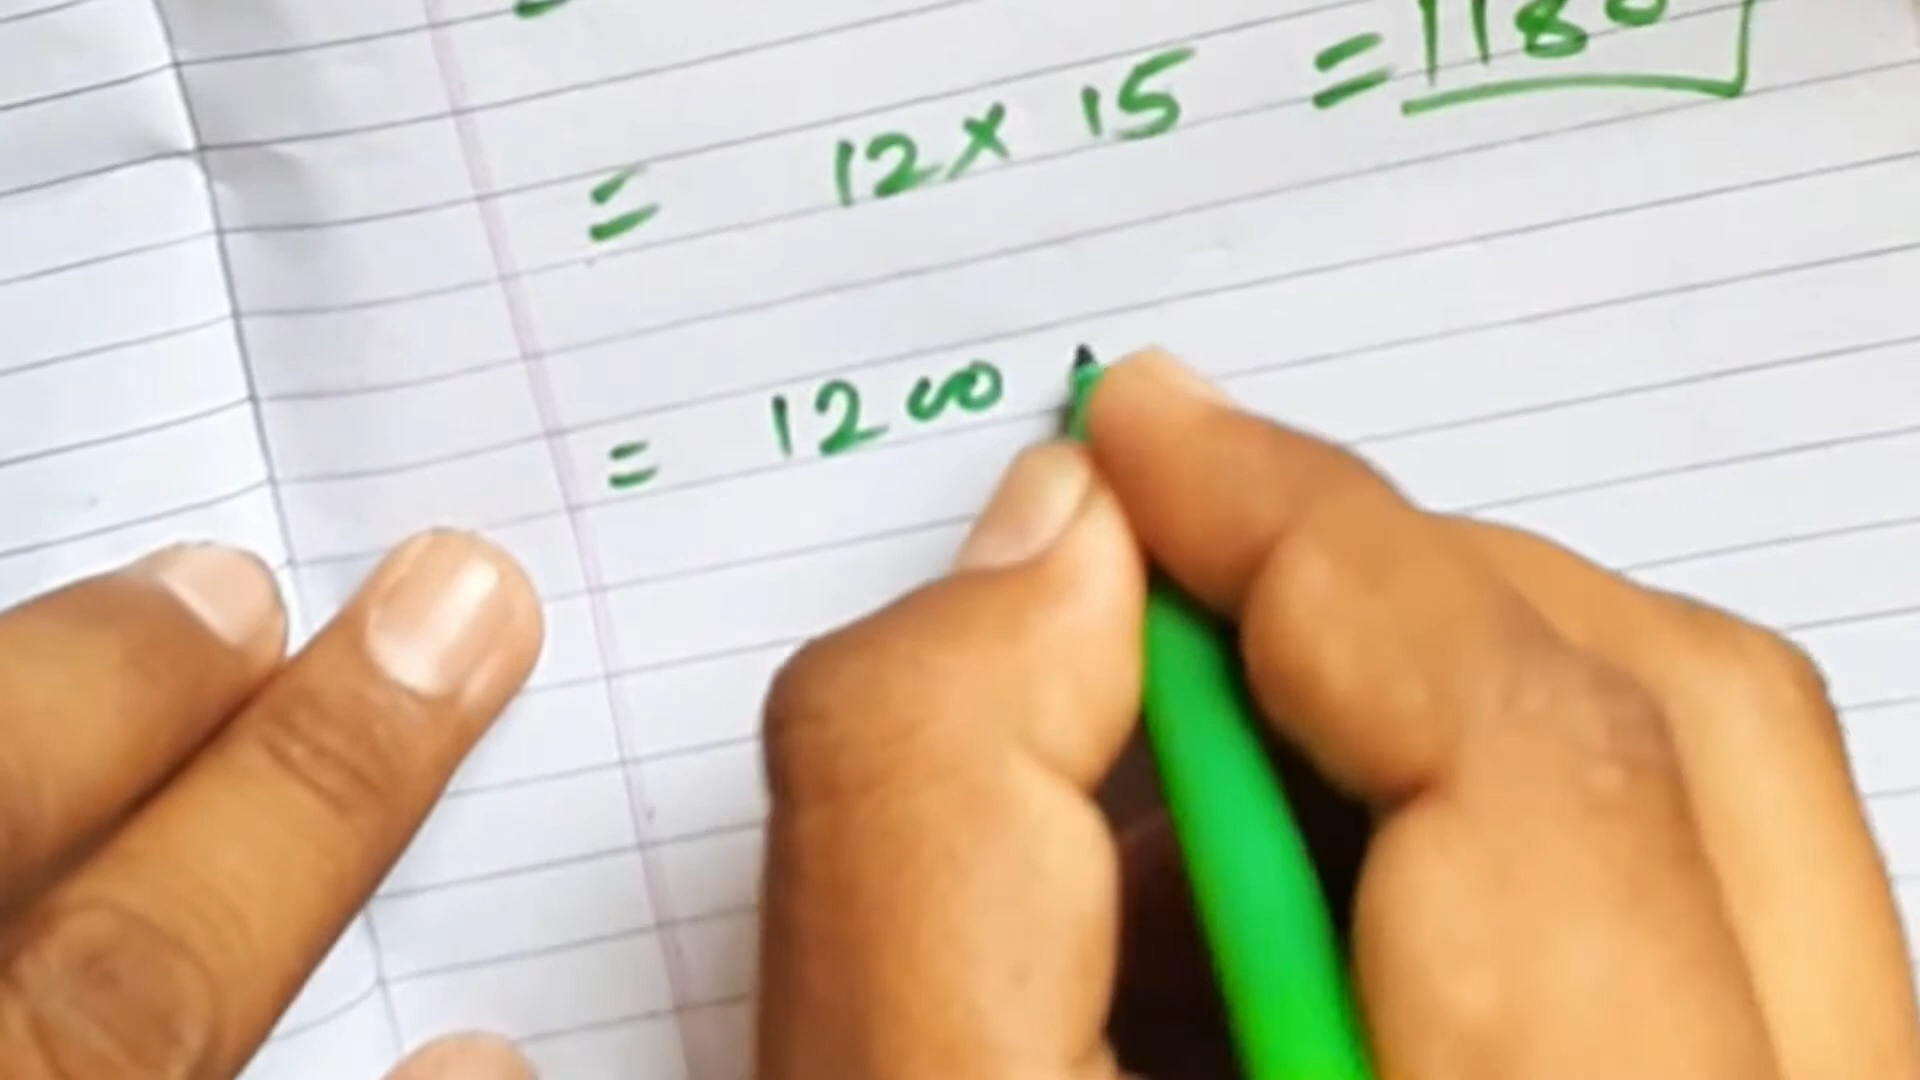 = 12 x 15 = 1180
= 1200